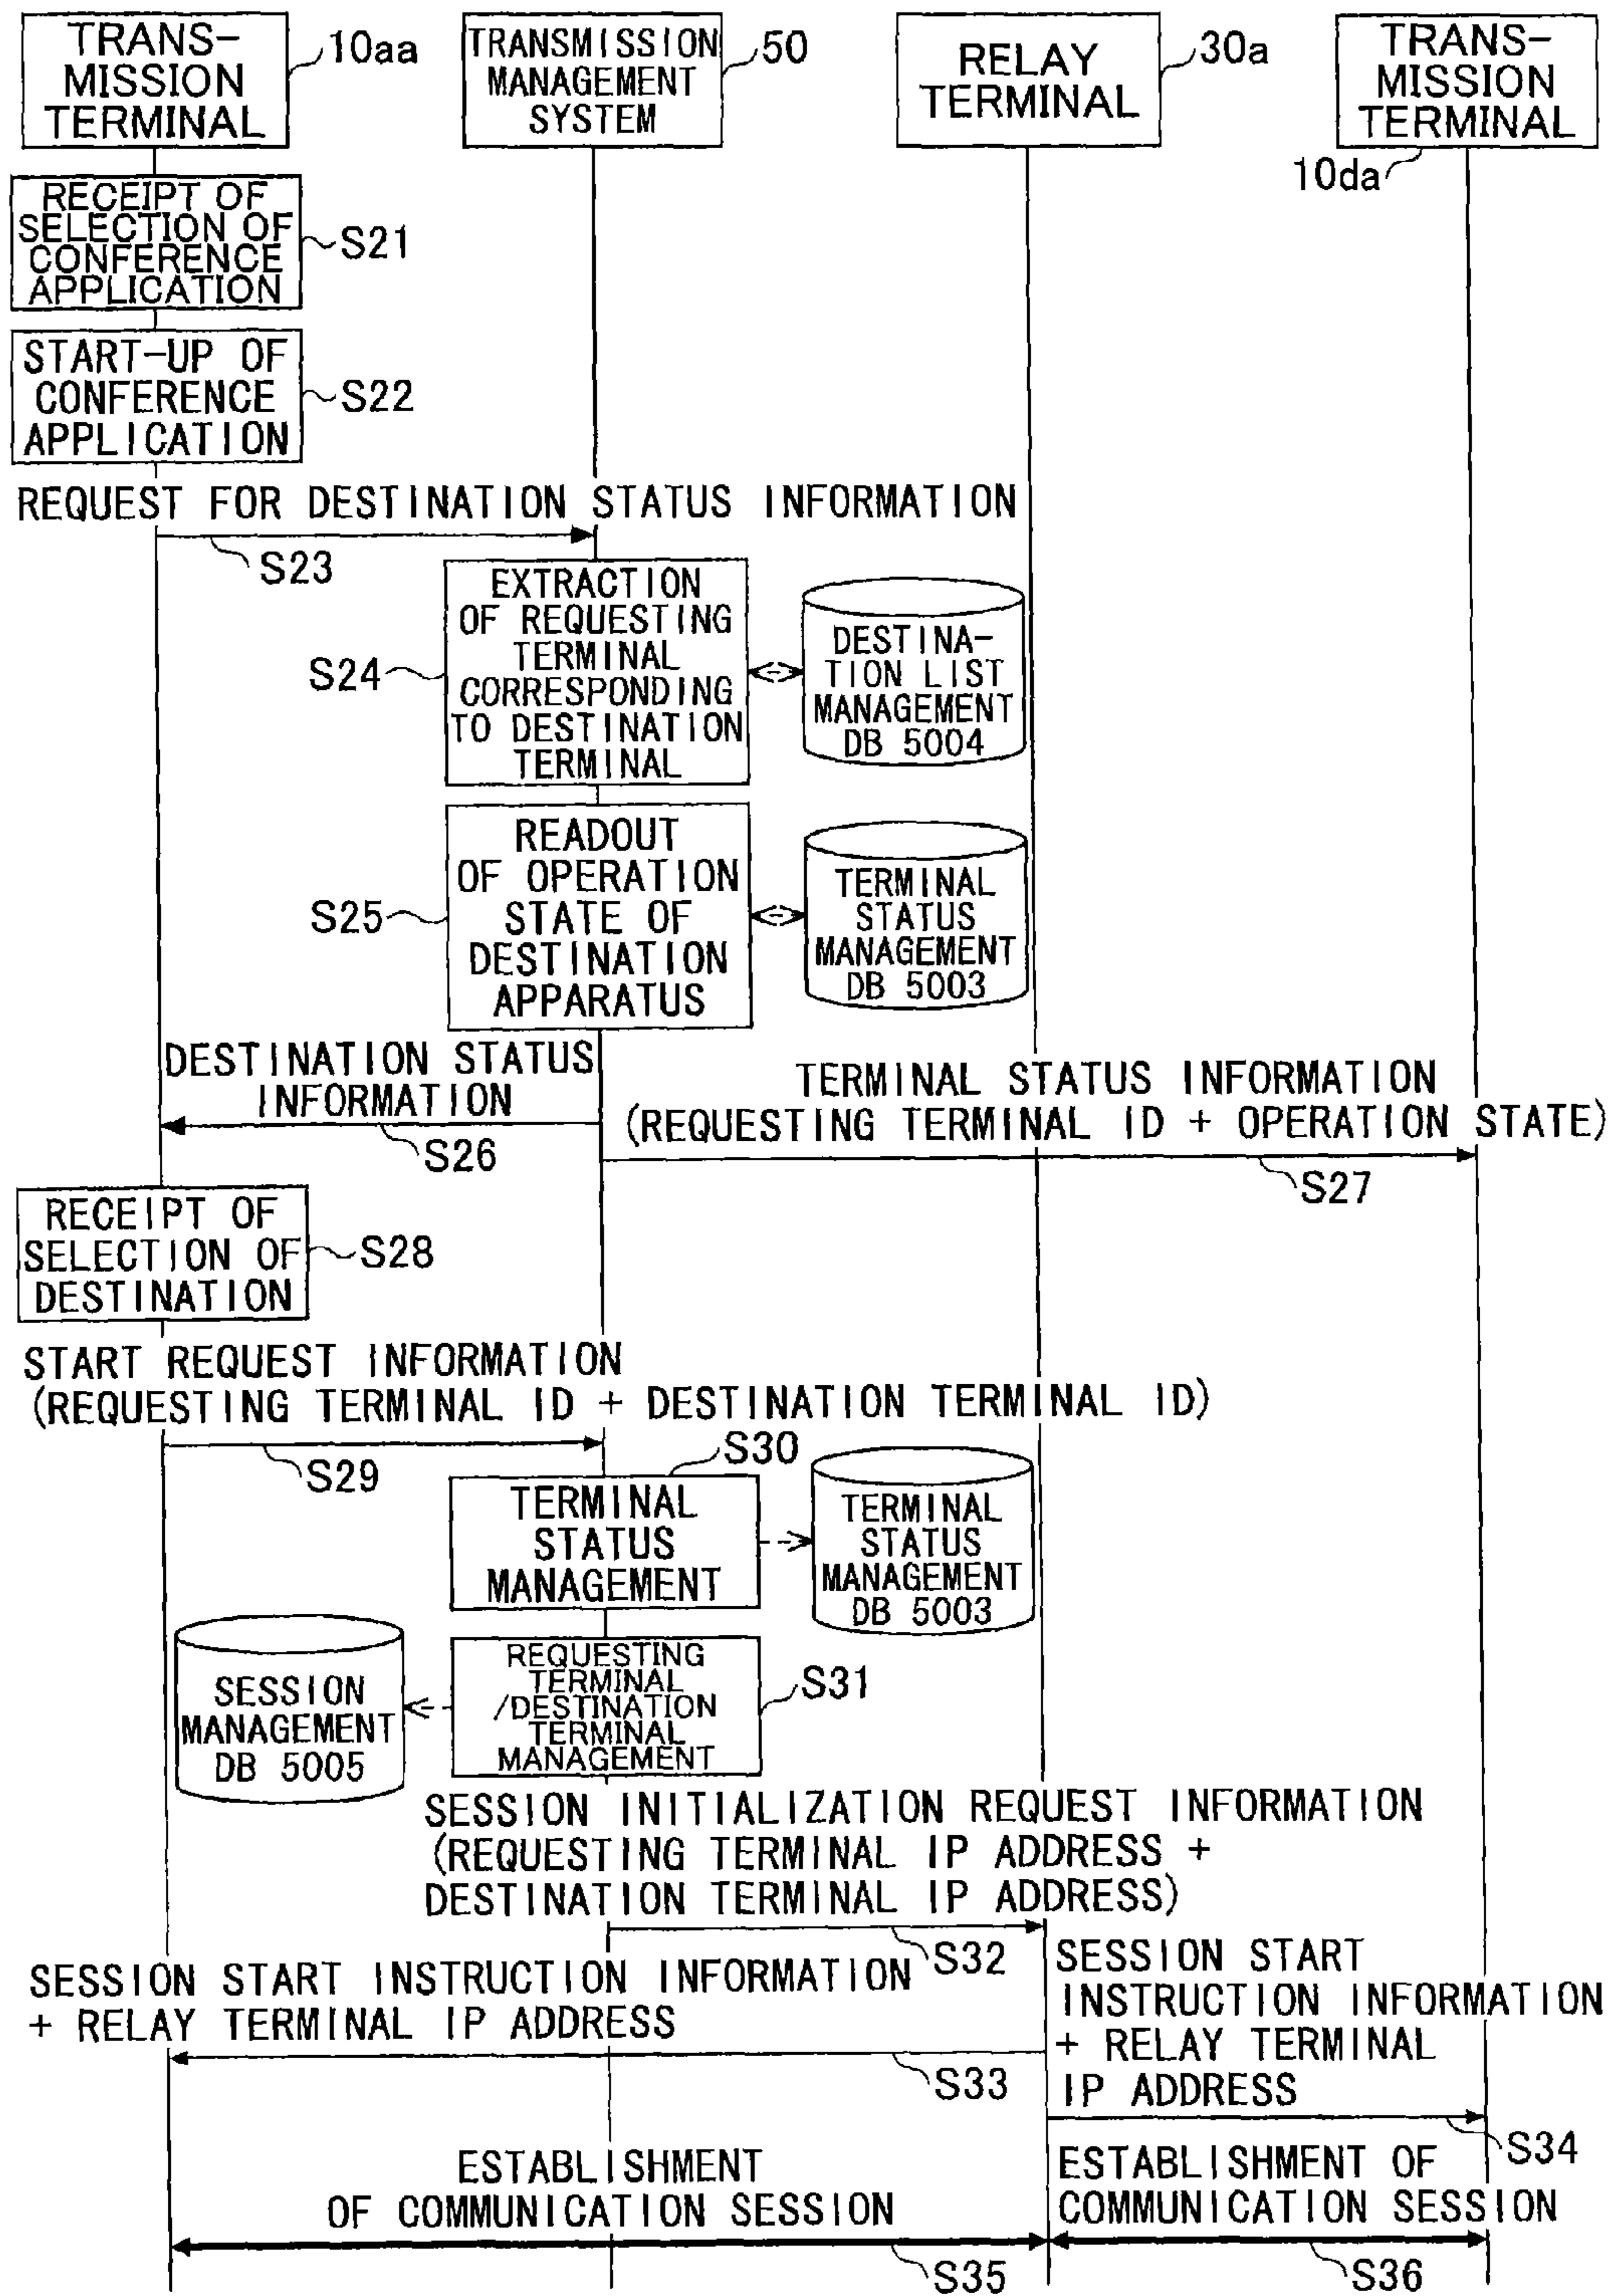 TRANS-
MISSION
TERMINAL
10aa
TRANSMISSION
MANAGEMENT
SYSTEM
50
RELAY
TERMINAL
30a
TRANS-
MISSION
TERMINAL
10da
RECEIPT OF
SELECTION OF
CONFERENCE
APPLICATION
S21
START-UP OF
CONFERENCE
APPLICATION
S22
REQUEST FOR DESTINATION STATUS INFORMATION
S23
EXTRACTION
OF REQUESTING
TERMINAL
CORRESPONDING
TO DESTINATION
TERMINAL
S24
DESTINA-
TION LIST
MANAGEMENT
DB 5004
READOUT
OF OPERATION
STATE OF
DESTINATION
APPARATUS
S25
TERMINAL
STATUS
MANAGEMENT
DB 5003
DESTINATION STATUS
INFORMATION
S26
TERMINAL STATUS INFORMATION
(REQUESTING TERMINAL ID + OPERATION STATE)
S27
RECEIPT OF
SELECTION OF
DESTINATION
S28
START REQUEST INFORMATION
(REQUESTING TERMINAL ID + DESTINATION TERMINAL ID)
S29
S30
TERMINAL
STATUS
MANAGEMENT
TERMINAL
STATUS
MANAGEMENT
DB 5003
SESSION
MANAGEMENT
DB 5005
REQUESTING
TERMINAL
/DESTINATION
TERMINAL
MANAGEMENT
S31
SESSION INITIALIZATION REQUEST INFORMATION
(REQUESTING TERMINAL IP ADDRESS +
DESTINATION TERMINAL IP ADDRESS)
S32
SESSION START INSTRUCTION INFORMATION
+ RELAY TERMINAL IP ADDRESS
S33
SESSION START
INSTRUCTION INFORMATION
+ RELAY TERMINAL
IP ADDRESS
S34
ESTABLISHMENT
OF COMMUNICATION SESSION
S35
ESTABLISHMENT OF
COMMUNICATION SESSION
S36